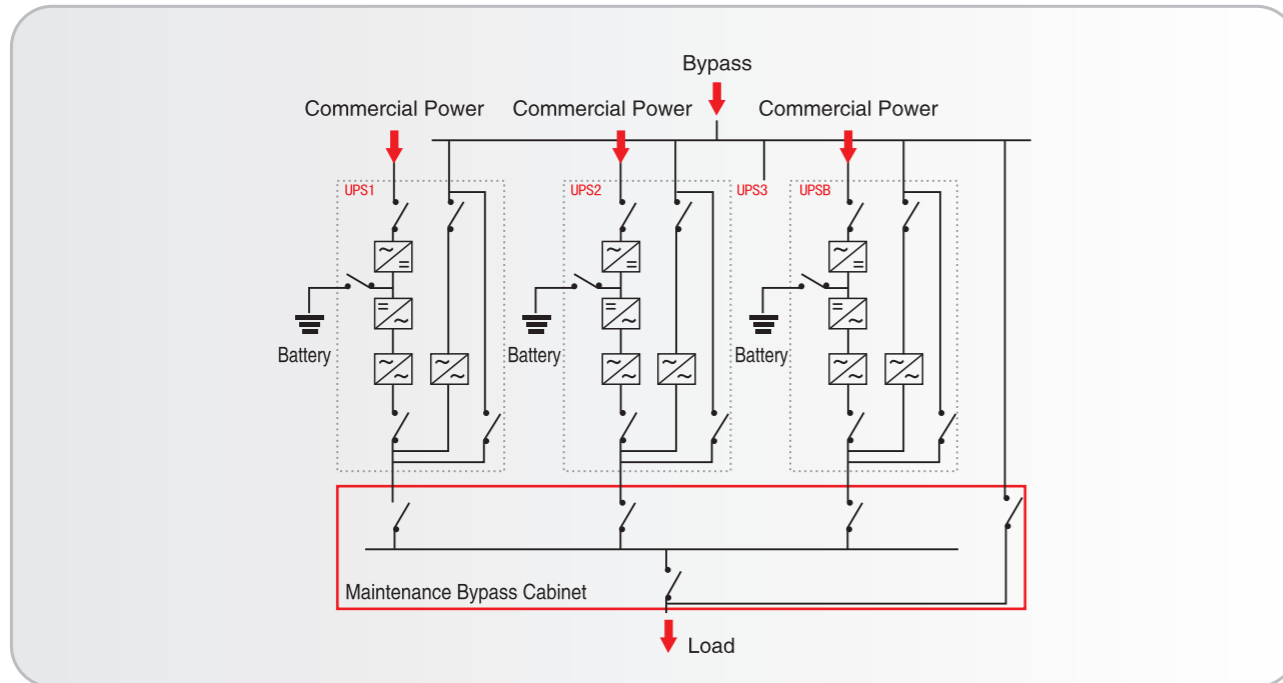 Bypass
Commercial Power Commercial Power Commercial Power
UPS1 UPS2 UPS3 UPSB
Battery Battery Battery
Maintenance Bypass Cabinet
Load